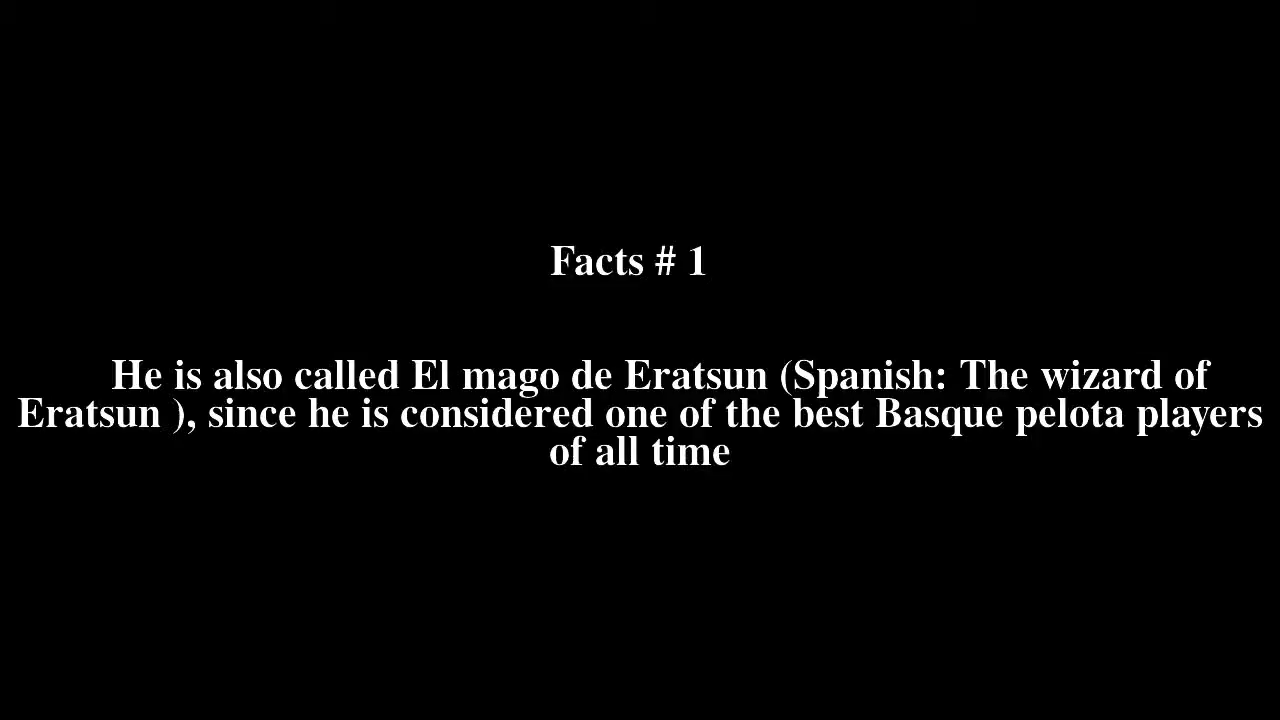 Facts # 1
He is also called El mago de Eratsun (Spanish: The wizard of
Eratsun ), since he is considered one of the best Basque pelota players
of all time